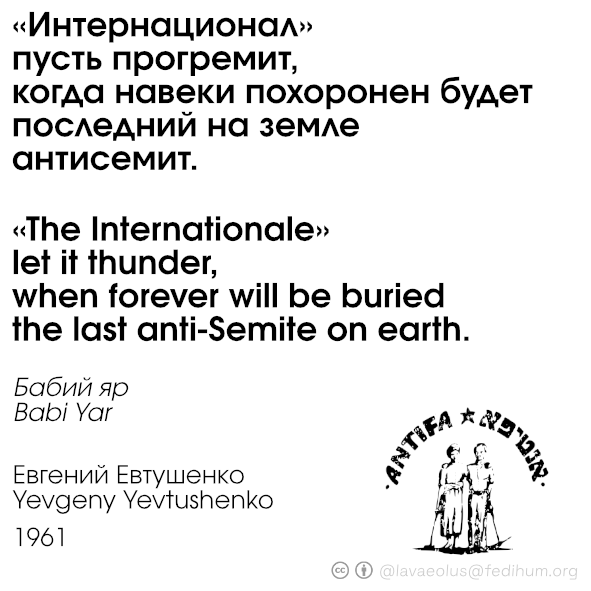 «Интернационал»
пусть прогремит,
когда навеки похоронен будет
последний на земле
антисемит.
«The Internationale»
let it thunder,
when forever will be buried
the last anti-Semite on earth.
Бабий яр
Babi Yar
Евгений Евтушенко
Yevgeny Yevtushenko
1961
·ANTIFA ★ אנטיפא·
cc @lavaeolus@fedihum.org